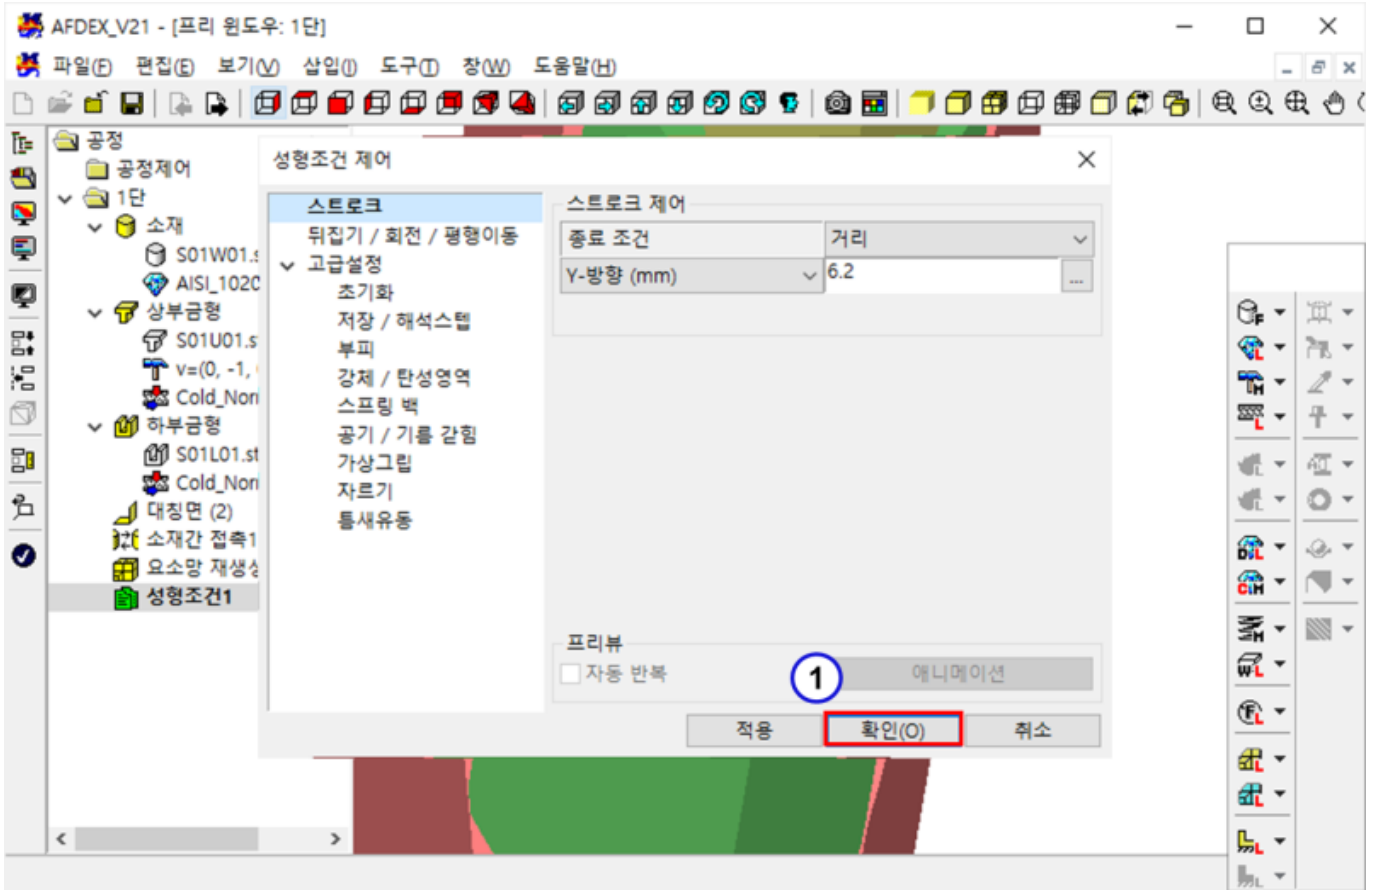 AFDEX_V21 - [프리 윈도우: 1단]
파일(F) 편집(E) 보기(V) 삽입(I) 도구(T) 창(W) 도움말(H)
공정
공정제어
1단
소재
S01W01.s
AISI_1020
상부금형
S01U01.s
v=(0, -1,
Cold_Nor
하부금형
S01L01.st
Cold_Nor
대칭면 (2)
소재간 접촉1
요소망 재생성
성형조건1
성형조건 제어
스트로크
뒤집기 / 회전 / 평행이동
고급설정
초기화
저장 / 해석스텝
부피
강체 / 탄성영역
스프링 백
공기 / 기름 갇힘
가상그립
자르기
틈새유동
스트로크 제어
종료 조건 거리
Y-방향 (mm) 6.2 ...
프리뷰
자동 반복 애니메이션
1
적용 확인(O) 취소